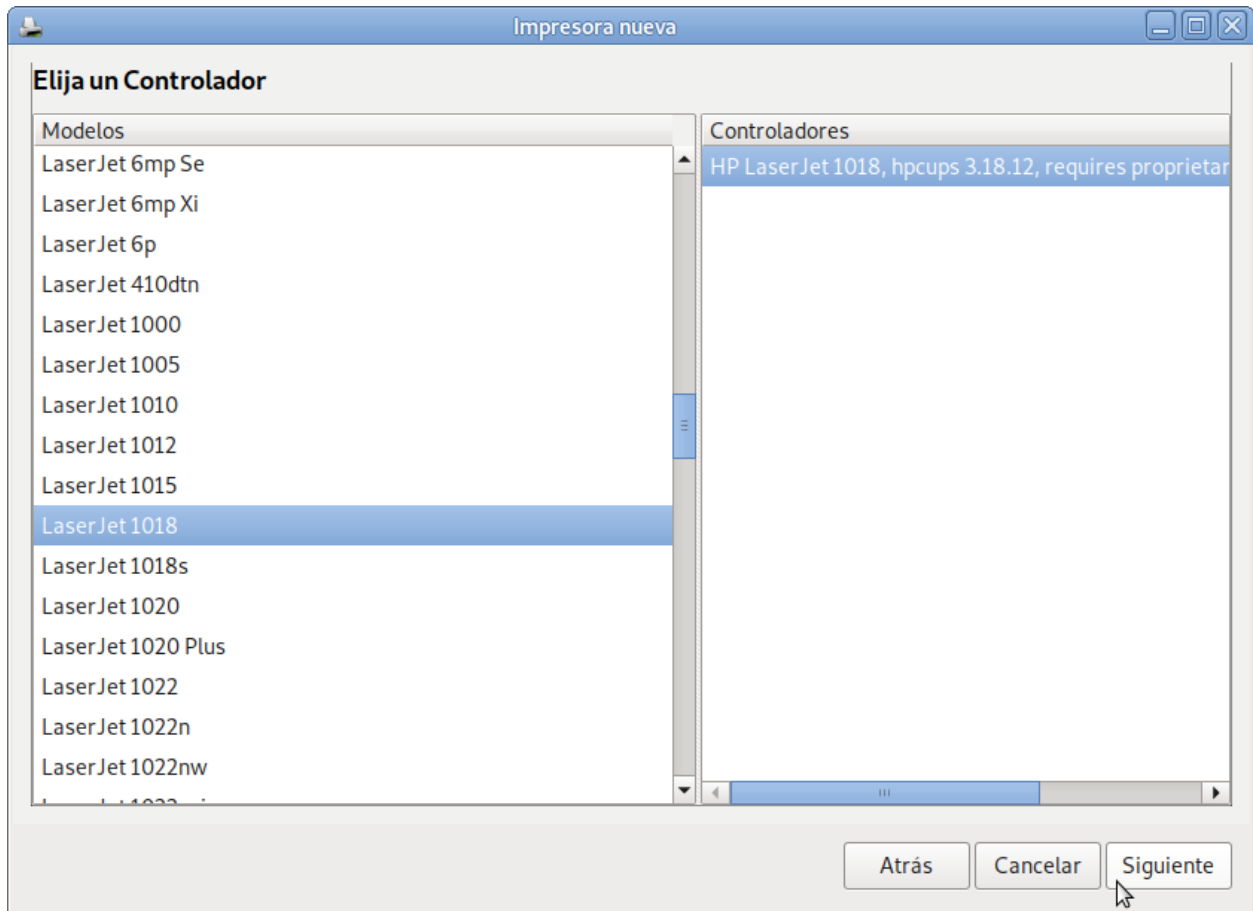 Impresora nueva
Elija un Controlador
Modelos
LaserJet 6mp Se
LaserJet 6mp Xi
LaserJet 6p
LaserJet 410dtn
LaserJet 1000
LaserJet 1005
LaserJet 1010
LaserJet 1012
LaserJet 1015
LaserJet 1018
LaserJet 1018s
LaserJet 1020
LaserJet 1020 Plus
LaserJet 1022
LaserJet 1022n
LaserJet 1022nw
Controladores
HP LaserJet 1018, hpcups 3.18.12, requires proprietar
Atrás
Cancelar
Siguiente